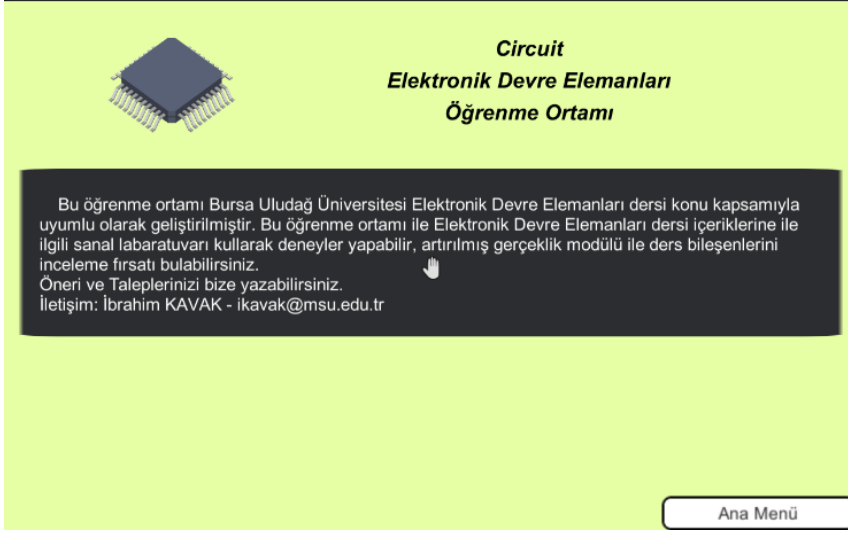 Circuit
Elektronik Devre Elemanları
Öğrenme Ortamı
Bu öğrenme ortamı Bursa Uludağ Üniversitesi Elektronik Devre Elemanları dersi konu kapsamıyla
uyumlu olarak geliştirilmiştir. Bu öğrenme ortamı ile Elektronik Devre Elemanları dersi içeriklerine ile
ilgili sanal labaratuvarı kullarak deneyler yapabilir, artırılmış gerçeklik modülü ile ders bileşenlerini
inceleme fırsatı bulabilirsiniz.
Öneri ve Taleplerinizi bize yazabilirsiniz.
İletişim: İbrahim KAVAK - ikavak@msu.edu.tr
Ana Menü